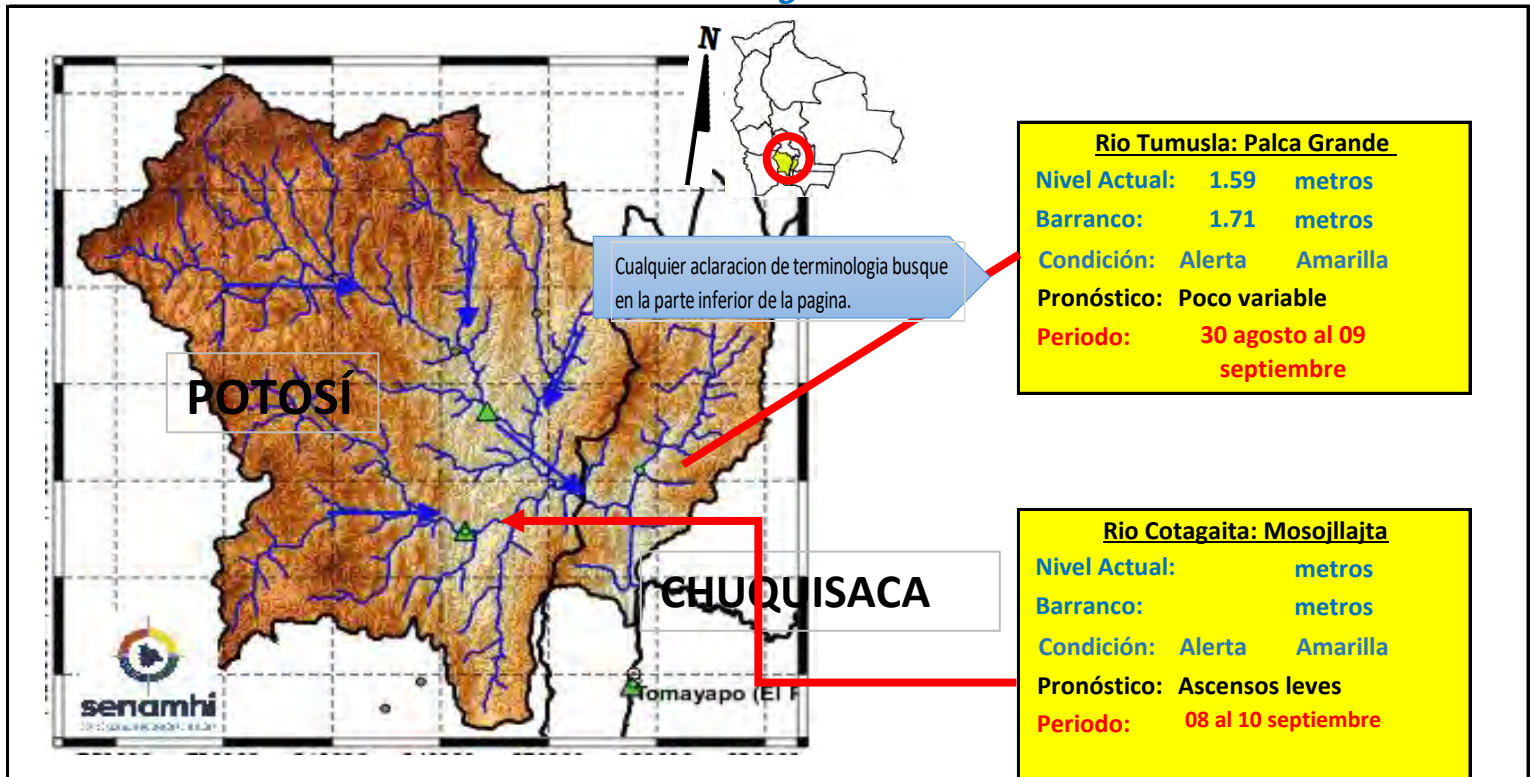 N
Cualquier aclaracion de terminologia busque
en la parte inferior de la pagina.
POTOSÍ
CHUQUISACA
senamhi
Rio Tumusla: Palca Grande
Nivel Actual: 1.59 metros
Barranco: 1.71 metros
Condición: Alerta Amarilla
Pronóstico: Poco variable
Periodo: 30 agosto al 09
septiembre
Rio Cotagaita: Mosojllajta
Nivel Actual: metros
Barranco: metros
Condición: Alerta Amarilla
Pronóstico: Ascensos leves
Periodo: 08 al 10 septiembre
Tomayapo (El